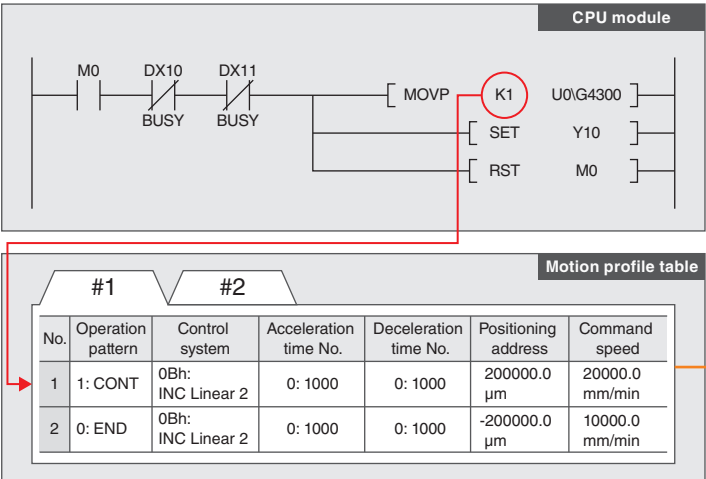 CPU module
M0 DX10 DX11
MOVP K1 U0\G4300
BUSY BUSY
SET Y10
RST M0
Motion profile table
#1 #2
No. Operation pattern Control system Acceleration time No. Deceleration time No. Positioning address Command speed
1 1: CONT 0Bh: INC Linear 2 0: 1000 0: 1000 200000.0 µm 20000.0 mm/min
2 0: END 0Bh: INC Linear 2 0: 1000 0: 1000 -200000.0 µm 10000.0 mm/min